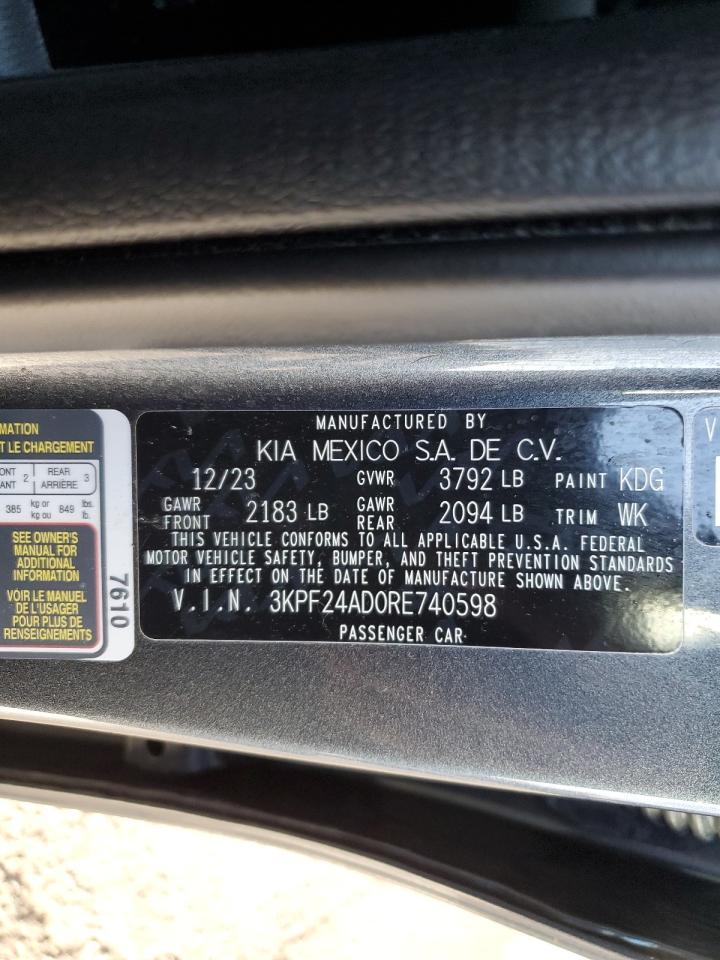 MATION
T LE CHARGEMENT
ONT 2 REAR 3
ANT ARRIÈRE
385 kg or 849 lbs.
kg ou lb.
SEE OWNER'S
MANUAL FOR
ADDITIONAL
INFORMATION
VOIR LE MANUEL
DE L'USAGER
POUR PLUS DE
RENSEIGNEMENTS
7610
MANUFACTURED BY
KIA MEXICO S.A. DE C.V.
12/23 GVWR 3792 LB PAINT KDG
GAWR FRONT 2183 LB GAWR REAR 2094 LB TRIM WK
THIS VEHICLE CONFORMS TO ALL APPLICABLE U.S.A. FEDERAL
MOTOR VEHICLE SAFETY, BUMPER, AND THEFT PREVENTION STANDARDS
IN EFFECT ON THE DATE OF MANUFACTURE SHOWN ABOVE.
V.I.N. 3KPF24AD0RE740598
PASSENGER CAR
V